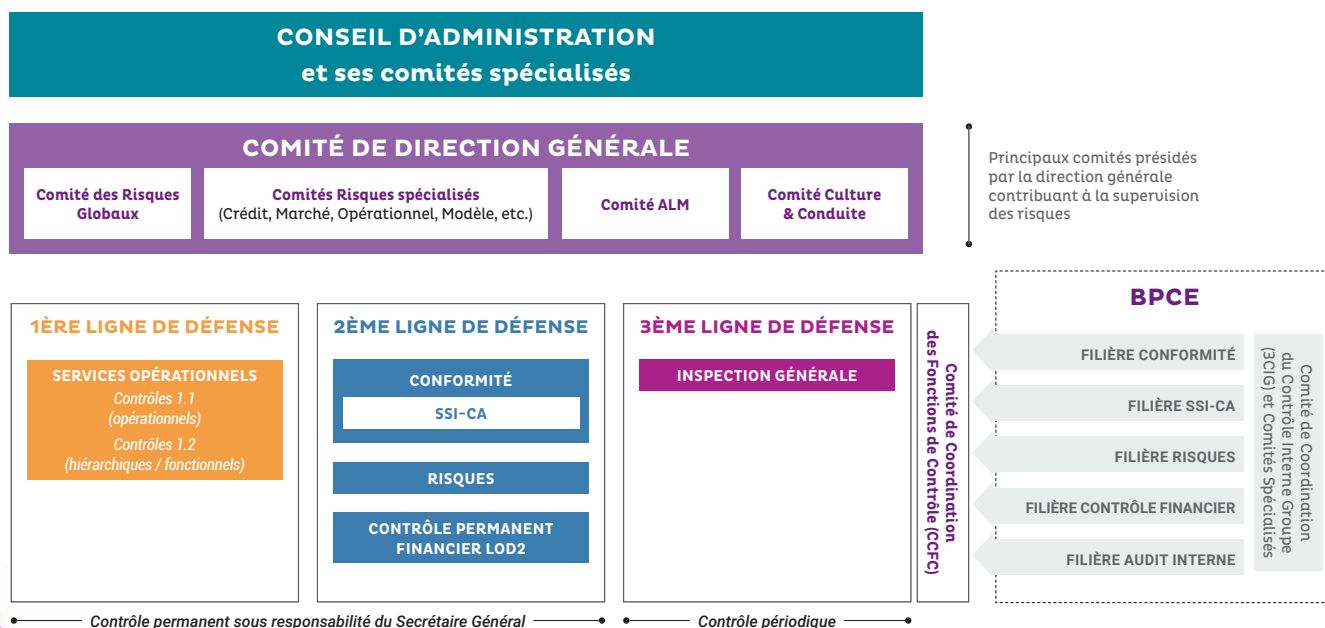 CONSEIL D’ADMINISTRATION
et ses comités spécialisés
COMITÉ DE DIRECTION GÉNÉRALE
Comité des Risques
Globaux
Comités Risques spécialisés
(Crédit, Marché, Opérationnel, Modèle, etc.)
Comité ALM
Comité Culture
& Conduite
Principaux comités présidés
par la direction générale
contribuant à la supervision
des risques
1ÈRE LIGNE DE DÉFENSE
SERVICES OPÉRATIONNELS
Contrôles 1.1
(opérationnels)
Contrôles 1.2
(hiérarchiques / fonctionnels)
2ÈME LIGNE DE DÉFENSE
CONFORMITÉ
SSI-CA
RISQUES
CONTRÔLE PERMANENT
FINANCIER LOD2
3ÈME LIGNE DE DÉFENSE
INSPECTION GÉNÉRALE
Comité de Coordination
des Fonctions de Contrôle (CCFC)
BPCE
FILIÈRE CONFORMITÉ
FILIÈRE SSI-CA
FILIÈRE RISQUES
FILIÈRE CONTRÔLE FINANCIER
FILIÈRE AUDIT INTERNE
Comité de Coordination
du Contrôle Interne Groupe
(3CIG) et Comités Spécialisés
Contrôle permanent sous responsabilité du Secrétaire Général
Contrôle périodique